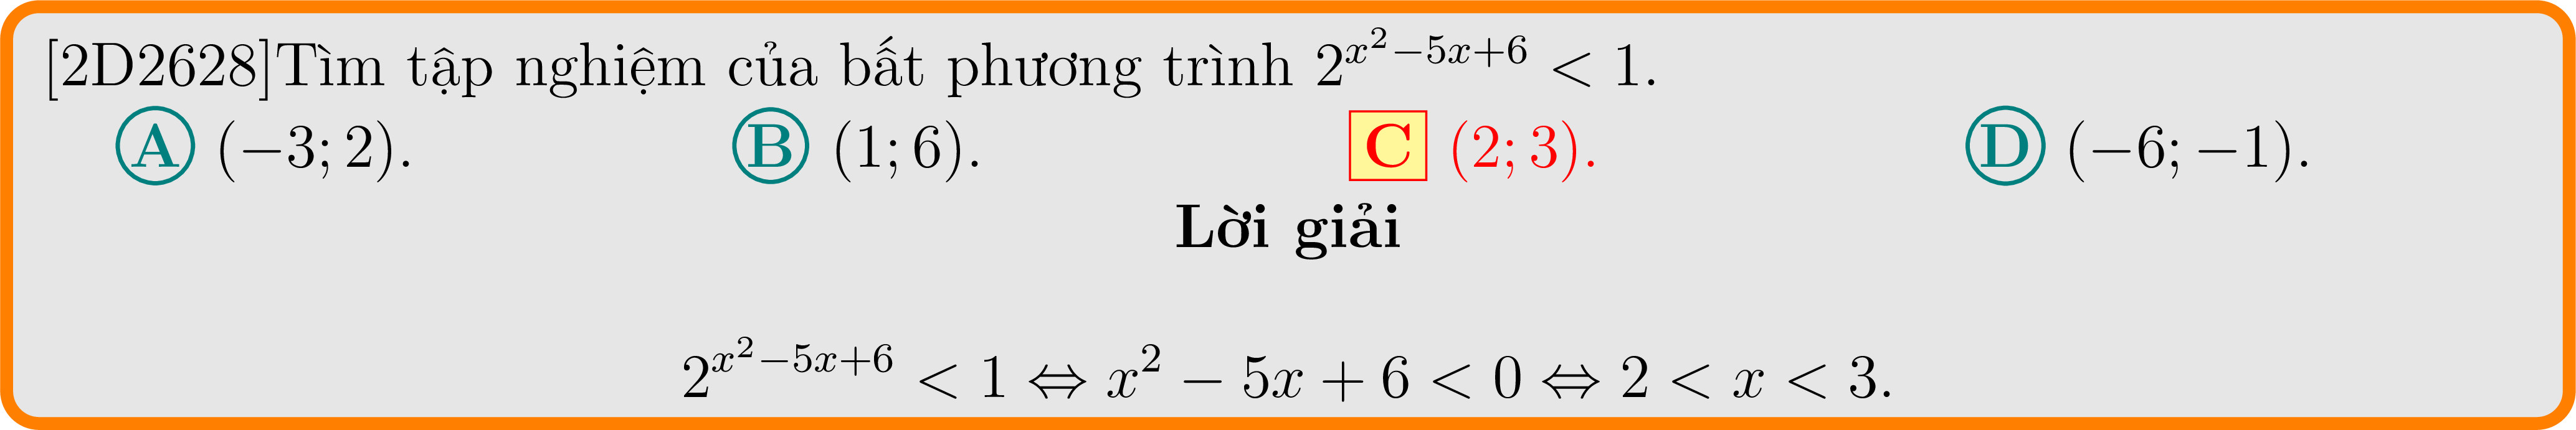 [2D2628]Tìm tập nghiệm của bất phương trình $2^{x^2-5x+6} < 1$.
A (−3; 2). B (1; 6). C (2; 3). D (−6; −1).
Lời giải
$2^{x^2-5x+6} < 1 \Leftrightarrow x^2 - 5x + 6 < 0 \Leftrightarrow 2 < x < 3.$